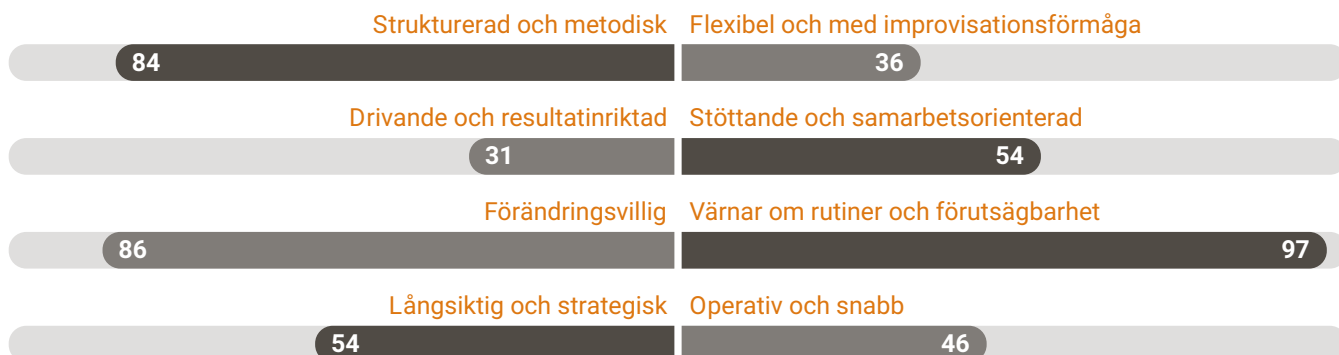 Strukturerad och metodisk Flexibel och med improvisationsförmåga
84 36
Drivande och resultatinriktad Stöttande och samarbetsorienterad
31 54
Förändringsvillig Värnar om rutiner och förutsägbarhet
86 97
Långsiktig och strategisk Operativ och snabb
54 46